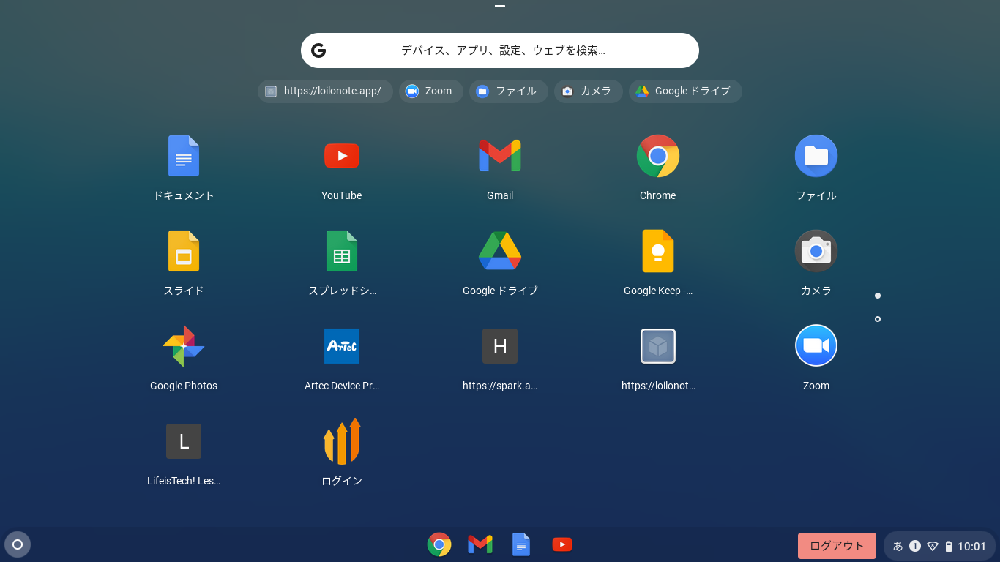 デバイス、アプリ、設定、ウェブを検索...
https://loilonote.app/ Zoom ファイル カメラ Google ドライブ
ドキュメント YouTube Gmail Chrome ファイル
スライド スプレッドシ... Google ドライブ Google Keep -... カメラ
Artec
H
Google Photos Artec Device Pr... https://spark.a... https://loilonot... Zoom
L
LifeisTech! Les... ログイン
ログアウト あ 1 10:01